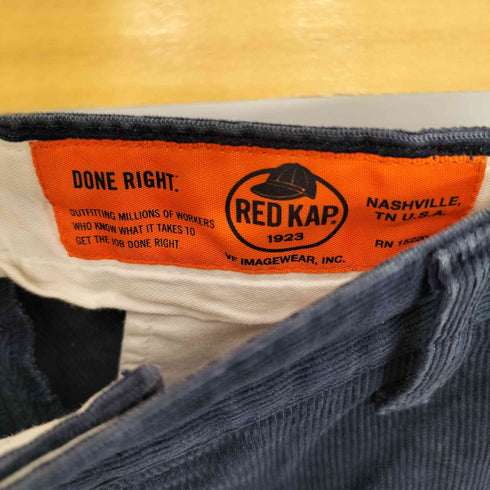 DONE RIGHT.
OUTFITTING MILLIONS OF WORKERS
WHO KNOW WHAT IT TAKES TO
GET THE JOB DONE RIGHT.
RED KAP®
1923
VF IMAGEWEAR, INC.
NASHVILLE,
TN U.S.A.
RN